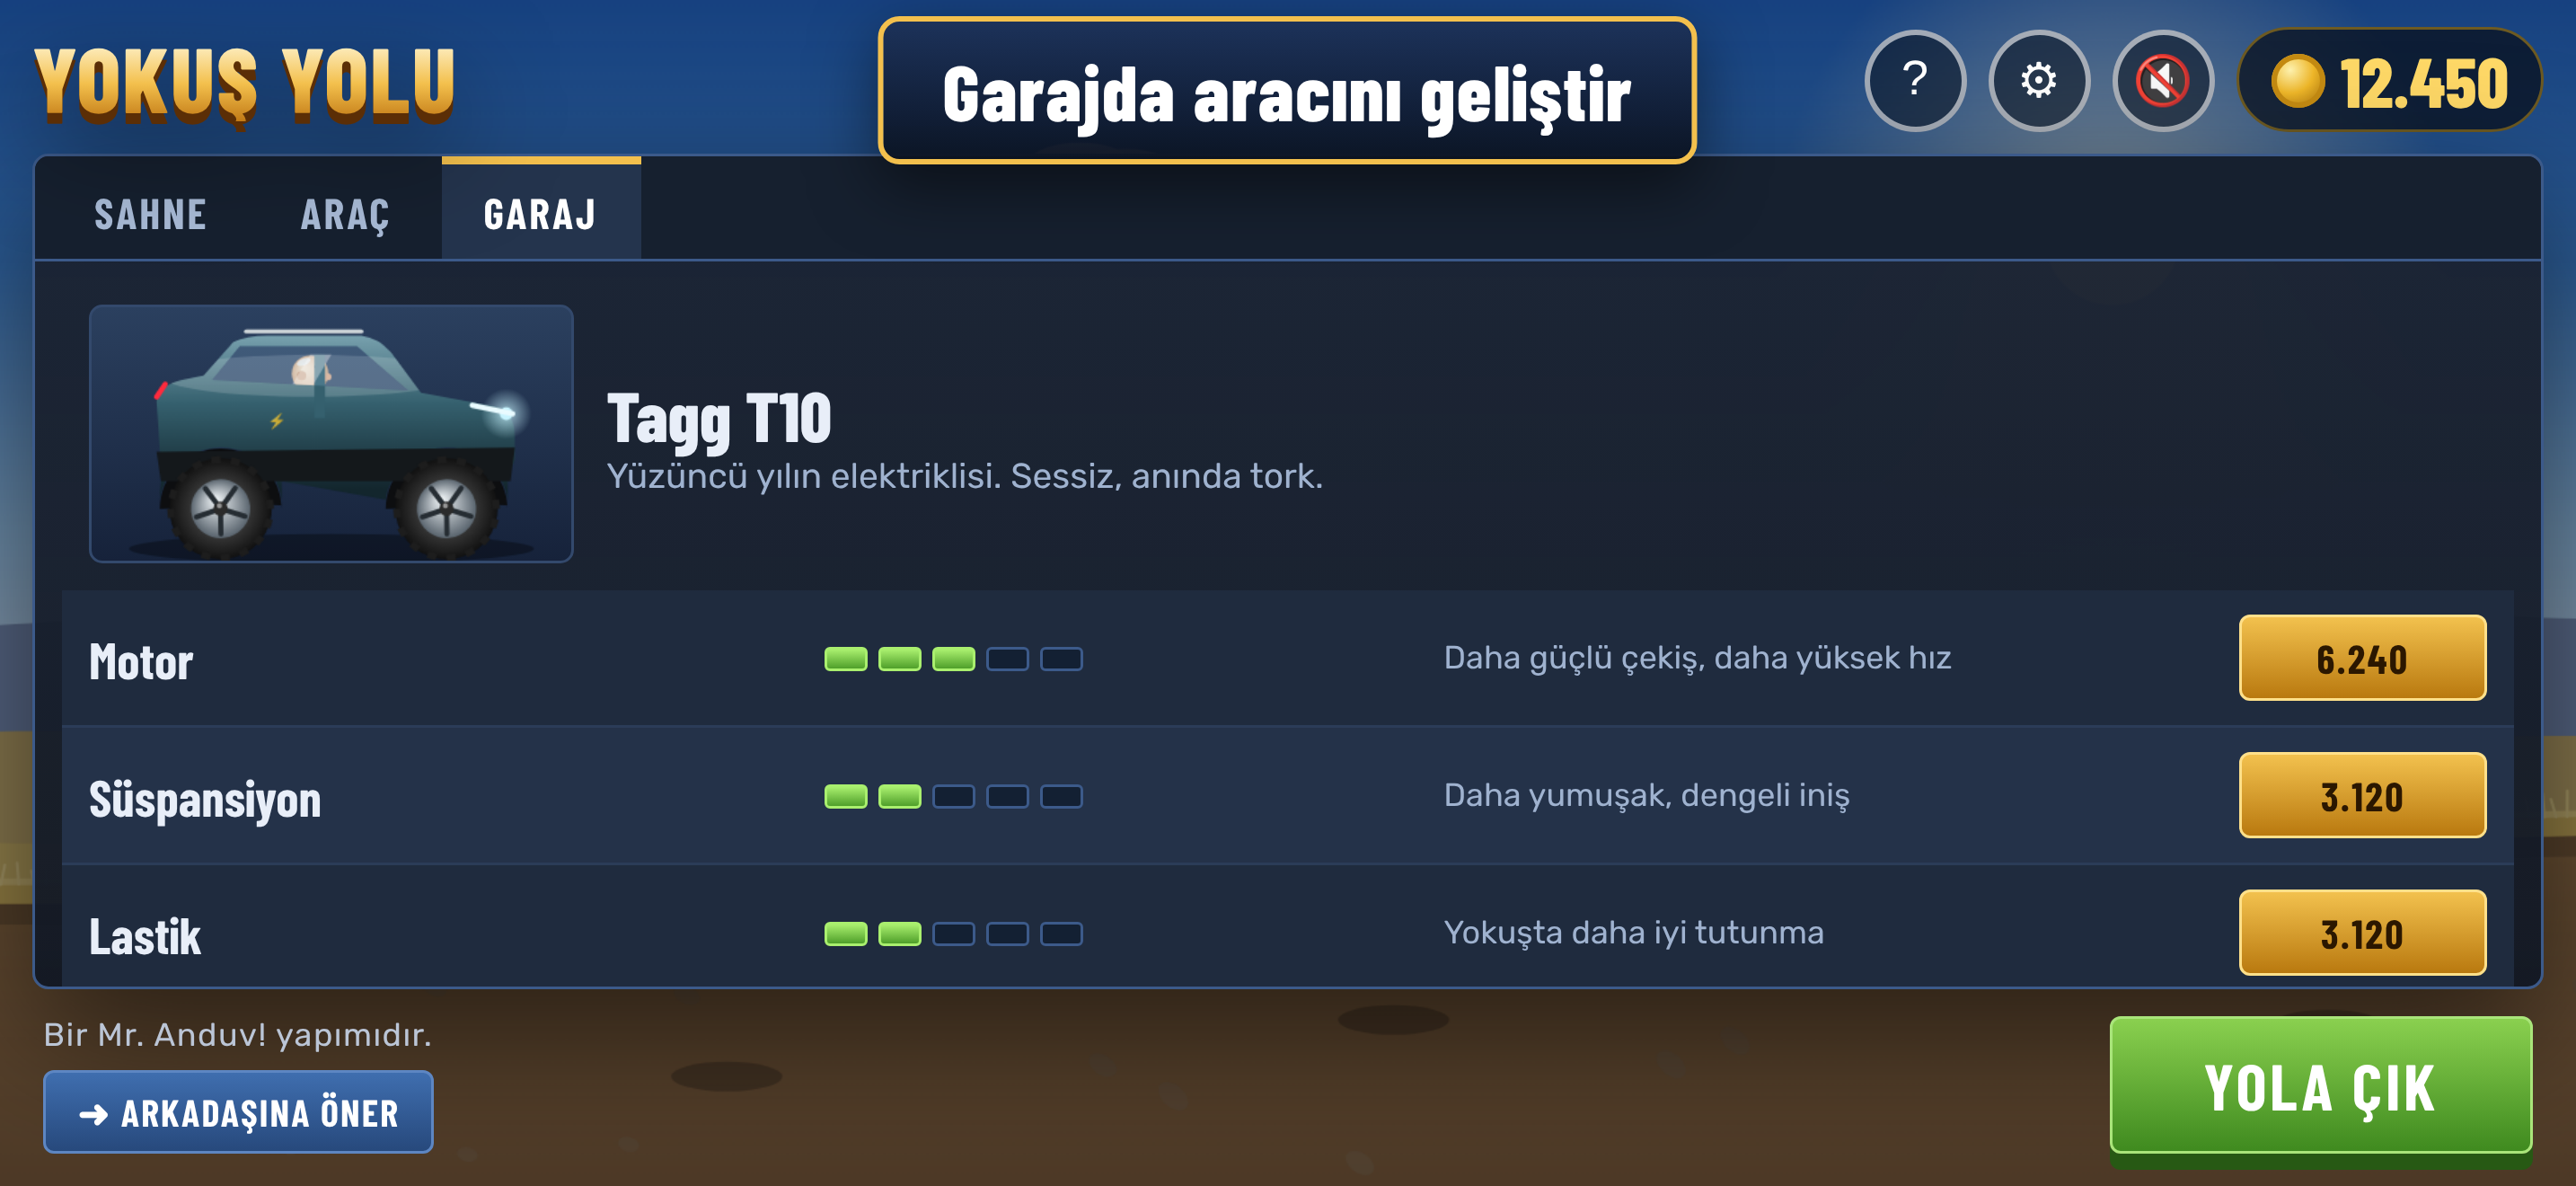 YOKUŞ YOLU
Garajda aracını geliştir
?
12.450
SAHNE
ARAÇ
GARAJ
Tagg T10
Yüzüncü yılın elektriklisi. Sessiz, anında tork.
Motor
Daha güçlü çekiş, daha yüksek hız
6.240
Süspansiyon
Daha yumuşak, dengeli iniş
3.120
Lastik
Yokuşta daha iyi tutunma
3.120
Bir Mr. Anduv! yapımıdır.
➜ ARKADAŞINA ÖNER
YOLA ÇIK